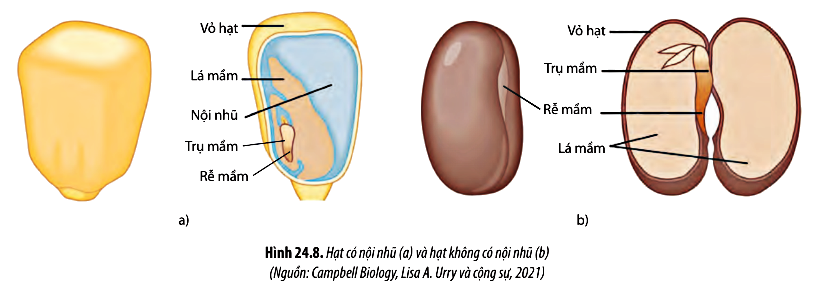 Vỏ hạt
Lá mầm
Nội nhũ
Trụ mầm
Rễ mầm
a)
Vỏ hạt
Trụ mầm
Rễ mầm
Lá mầm
b)
Hình 24.8. Hạt có nội nhũ (a) và hạt không có nội nhũ (b)
(Nguồn: Campbell Biology, Lisa A. Urry và cộng sự, 2021)